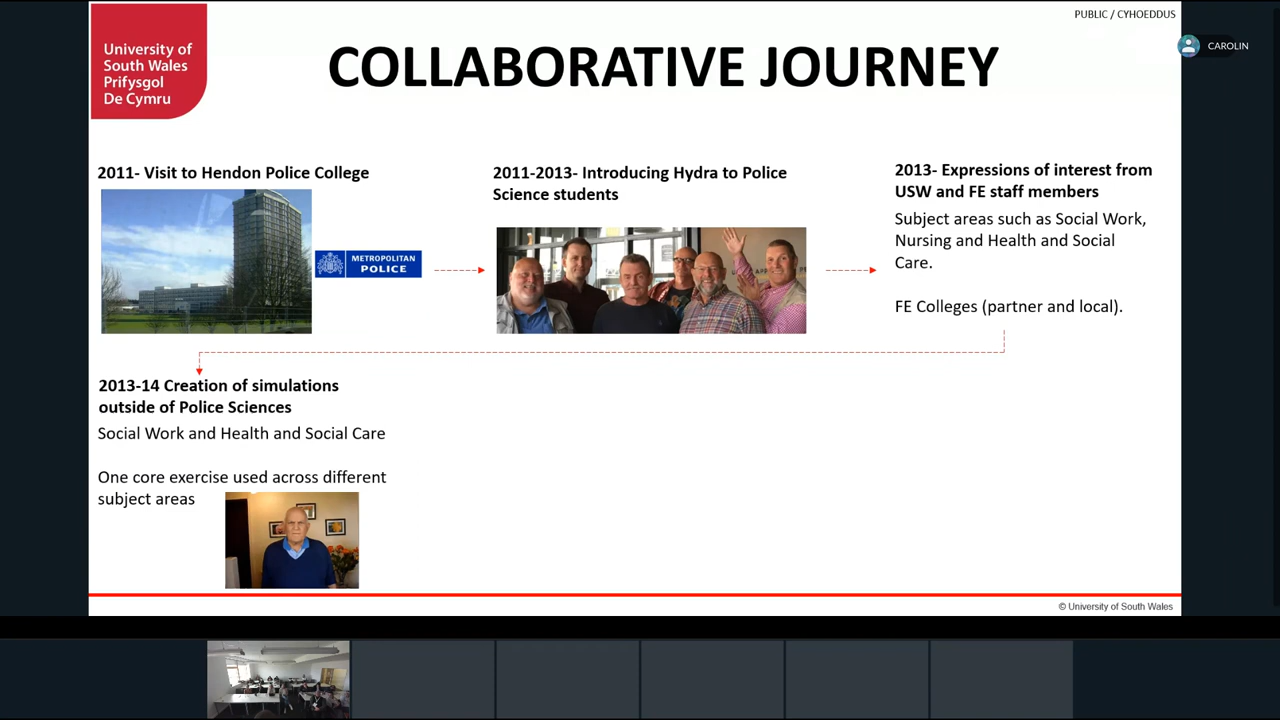 PUBLIC / CYHOEDDUS
CAROLIN
University of
South Wales
Prifysgol
De Cymru
COLLABORATIVE JOURNEY
2011- Visit to Hendon Police College
METROPOLITAN
POLICE
2011-2013- Introducing Hydra to Police
Science students
2013- Expressions of interest from
USW and FE staff members
Subject areas such as Social Work,
Nursing and Health and Social
Care.
FE Colleges (partner and local).
2013-14 Creation of simulations
outside of Police Sciences
Social Work and Health and Social Care
One core exercise used across different
subject areas
© University of South Wales